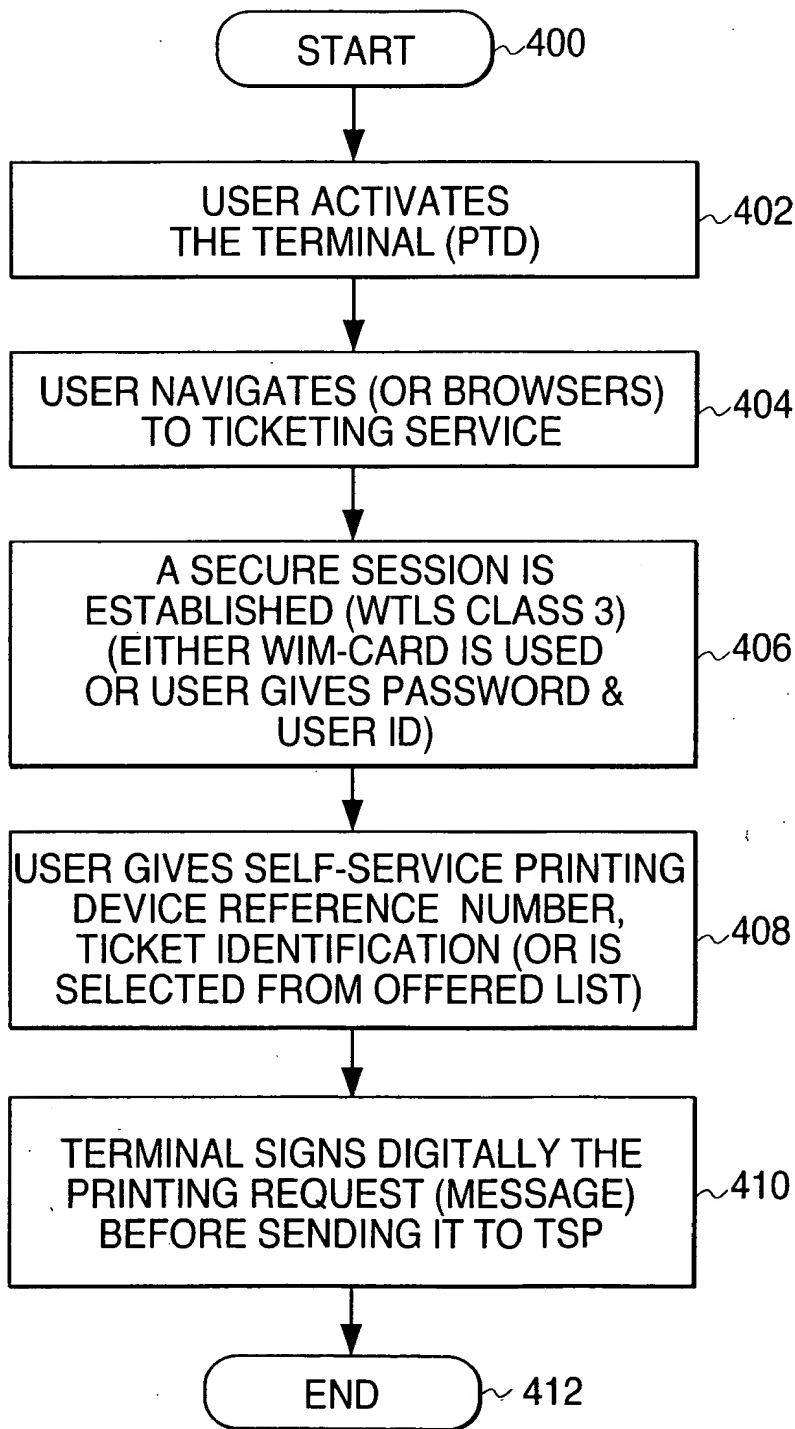 START
400
USER ACTIVATES
THE TERMINAL (PTD)
402
USER NAVIGATES (OR BROWSERS)
TO TICKETING SERVICE
404
A SECURE SESSION IS
ESTABLISHED (WTLS CLASS 3)
(EITHER WIM-CARD IS USED
OR USER GIVES PASSWORD &
USER ID)
406
USER GIVES SELF-SERVICE PRINTING
DEVICE REFERENCE NUMBER,
TICKET IDENTIFICATION (OR IS
SELECTED FROM OFFERED LIST)
408
TERMINAL SIGNS DIGITALLY THE
PRINTING REQUEST (MESSAGE)
BEFORE SENDING IT TO TSP
410
END
412